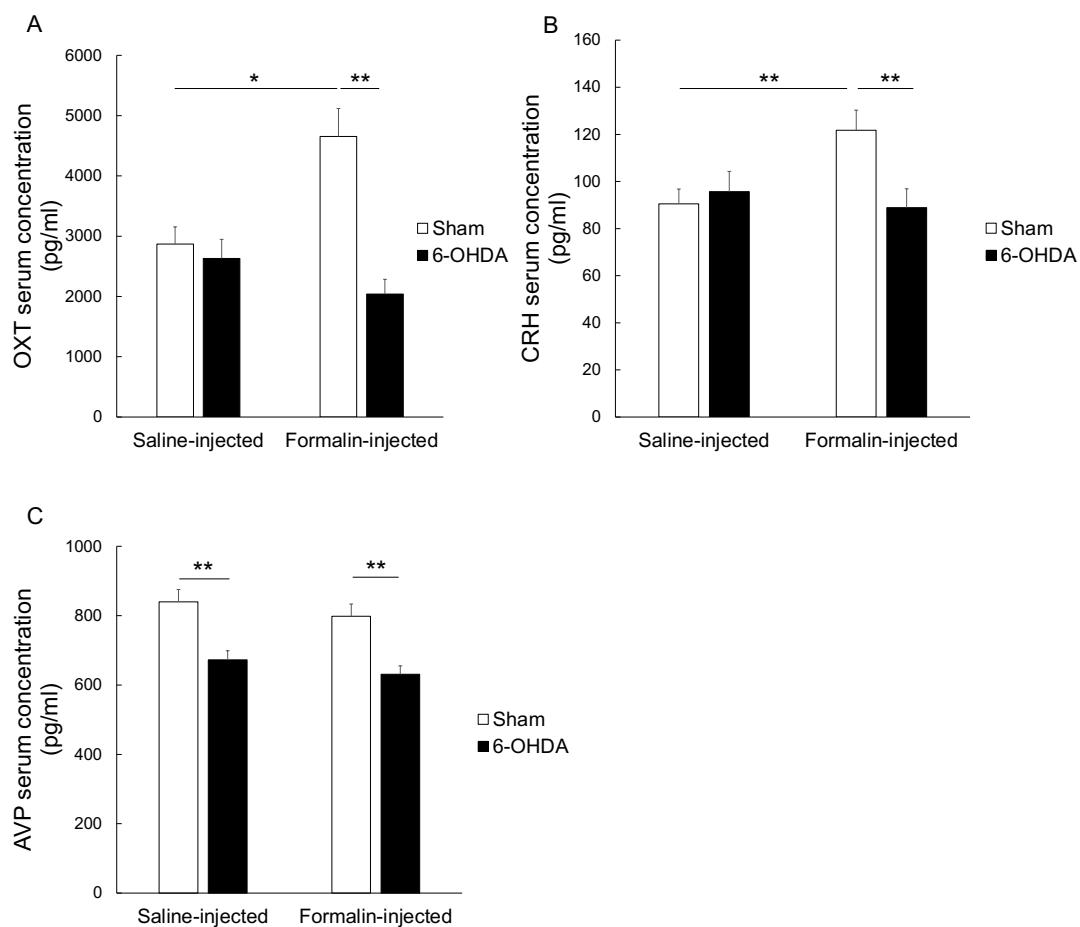 A
OXT serum concentration
(pg/ml)
6000
5000
4000
3000
2000
1000
0
*
**
Saline-injected
Formalin-injected
Sham
6-OHDA
B
CRH serum concentration
(pg/ml)
160
140
120
100
80
60
40
20
0
**
**
Saline-injected
Formalin-injected
Sham
6-OHDA
C
AVP serum concentration
(pg/ml)
1000
800
600
400
200
0
**
**
Saline-injected
Formalin-injected
Sham
6-OHDA